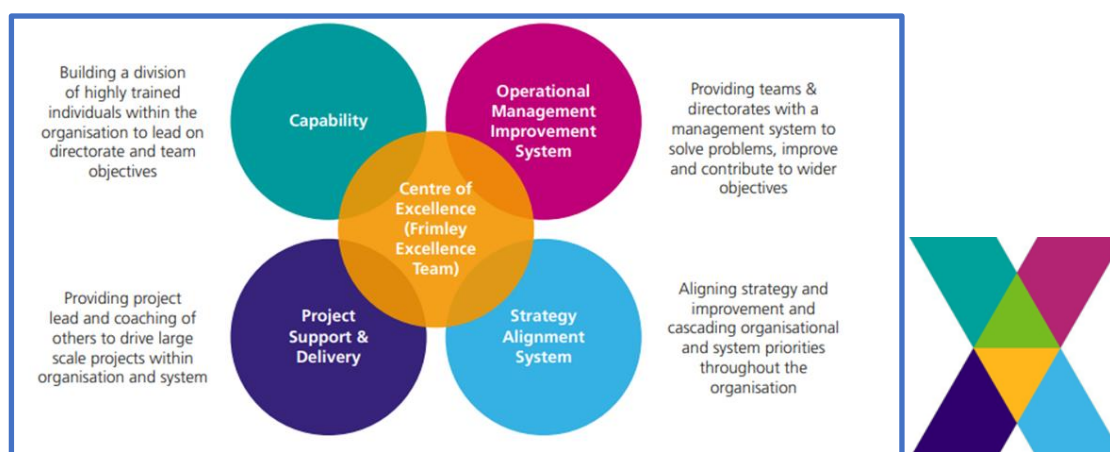 Building a division
of highly trained
individuals within the
organisation to lead on
directorate and team
objectives
Capability
Operational
Management
Improvement
System
Providing teams &
directorates with a
management system to
solve problems, improve
and contribute to wider
objectives
Centre of
Excellence
(Frimley
Excellence
Team)
Providing project
lead and coaching of
others to drive large
scale projects within
organisation and system
Project
Support &
Delivery
Strategy
Alignment
System
Aligning strategy and
improvement and
cascading organisational
and system priorities
throughout the
organisation